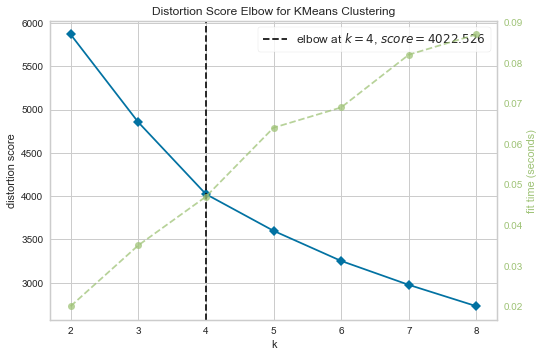 Distortion Score Elbow for KMeans Clustering
elbow at k = 4, score = 4022.526
distortion score
6000
5500
5000
4500
4000
3500
3000
0.09
0.08
0.07
0.06
0.05
0.04
0.03
0.02
fit time (seconds)
2 3 4 5 6 7 8
k